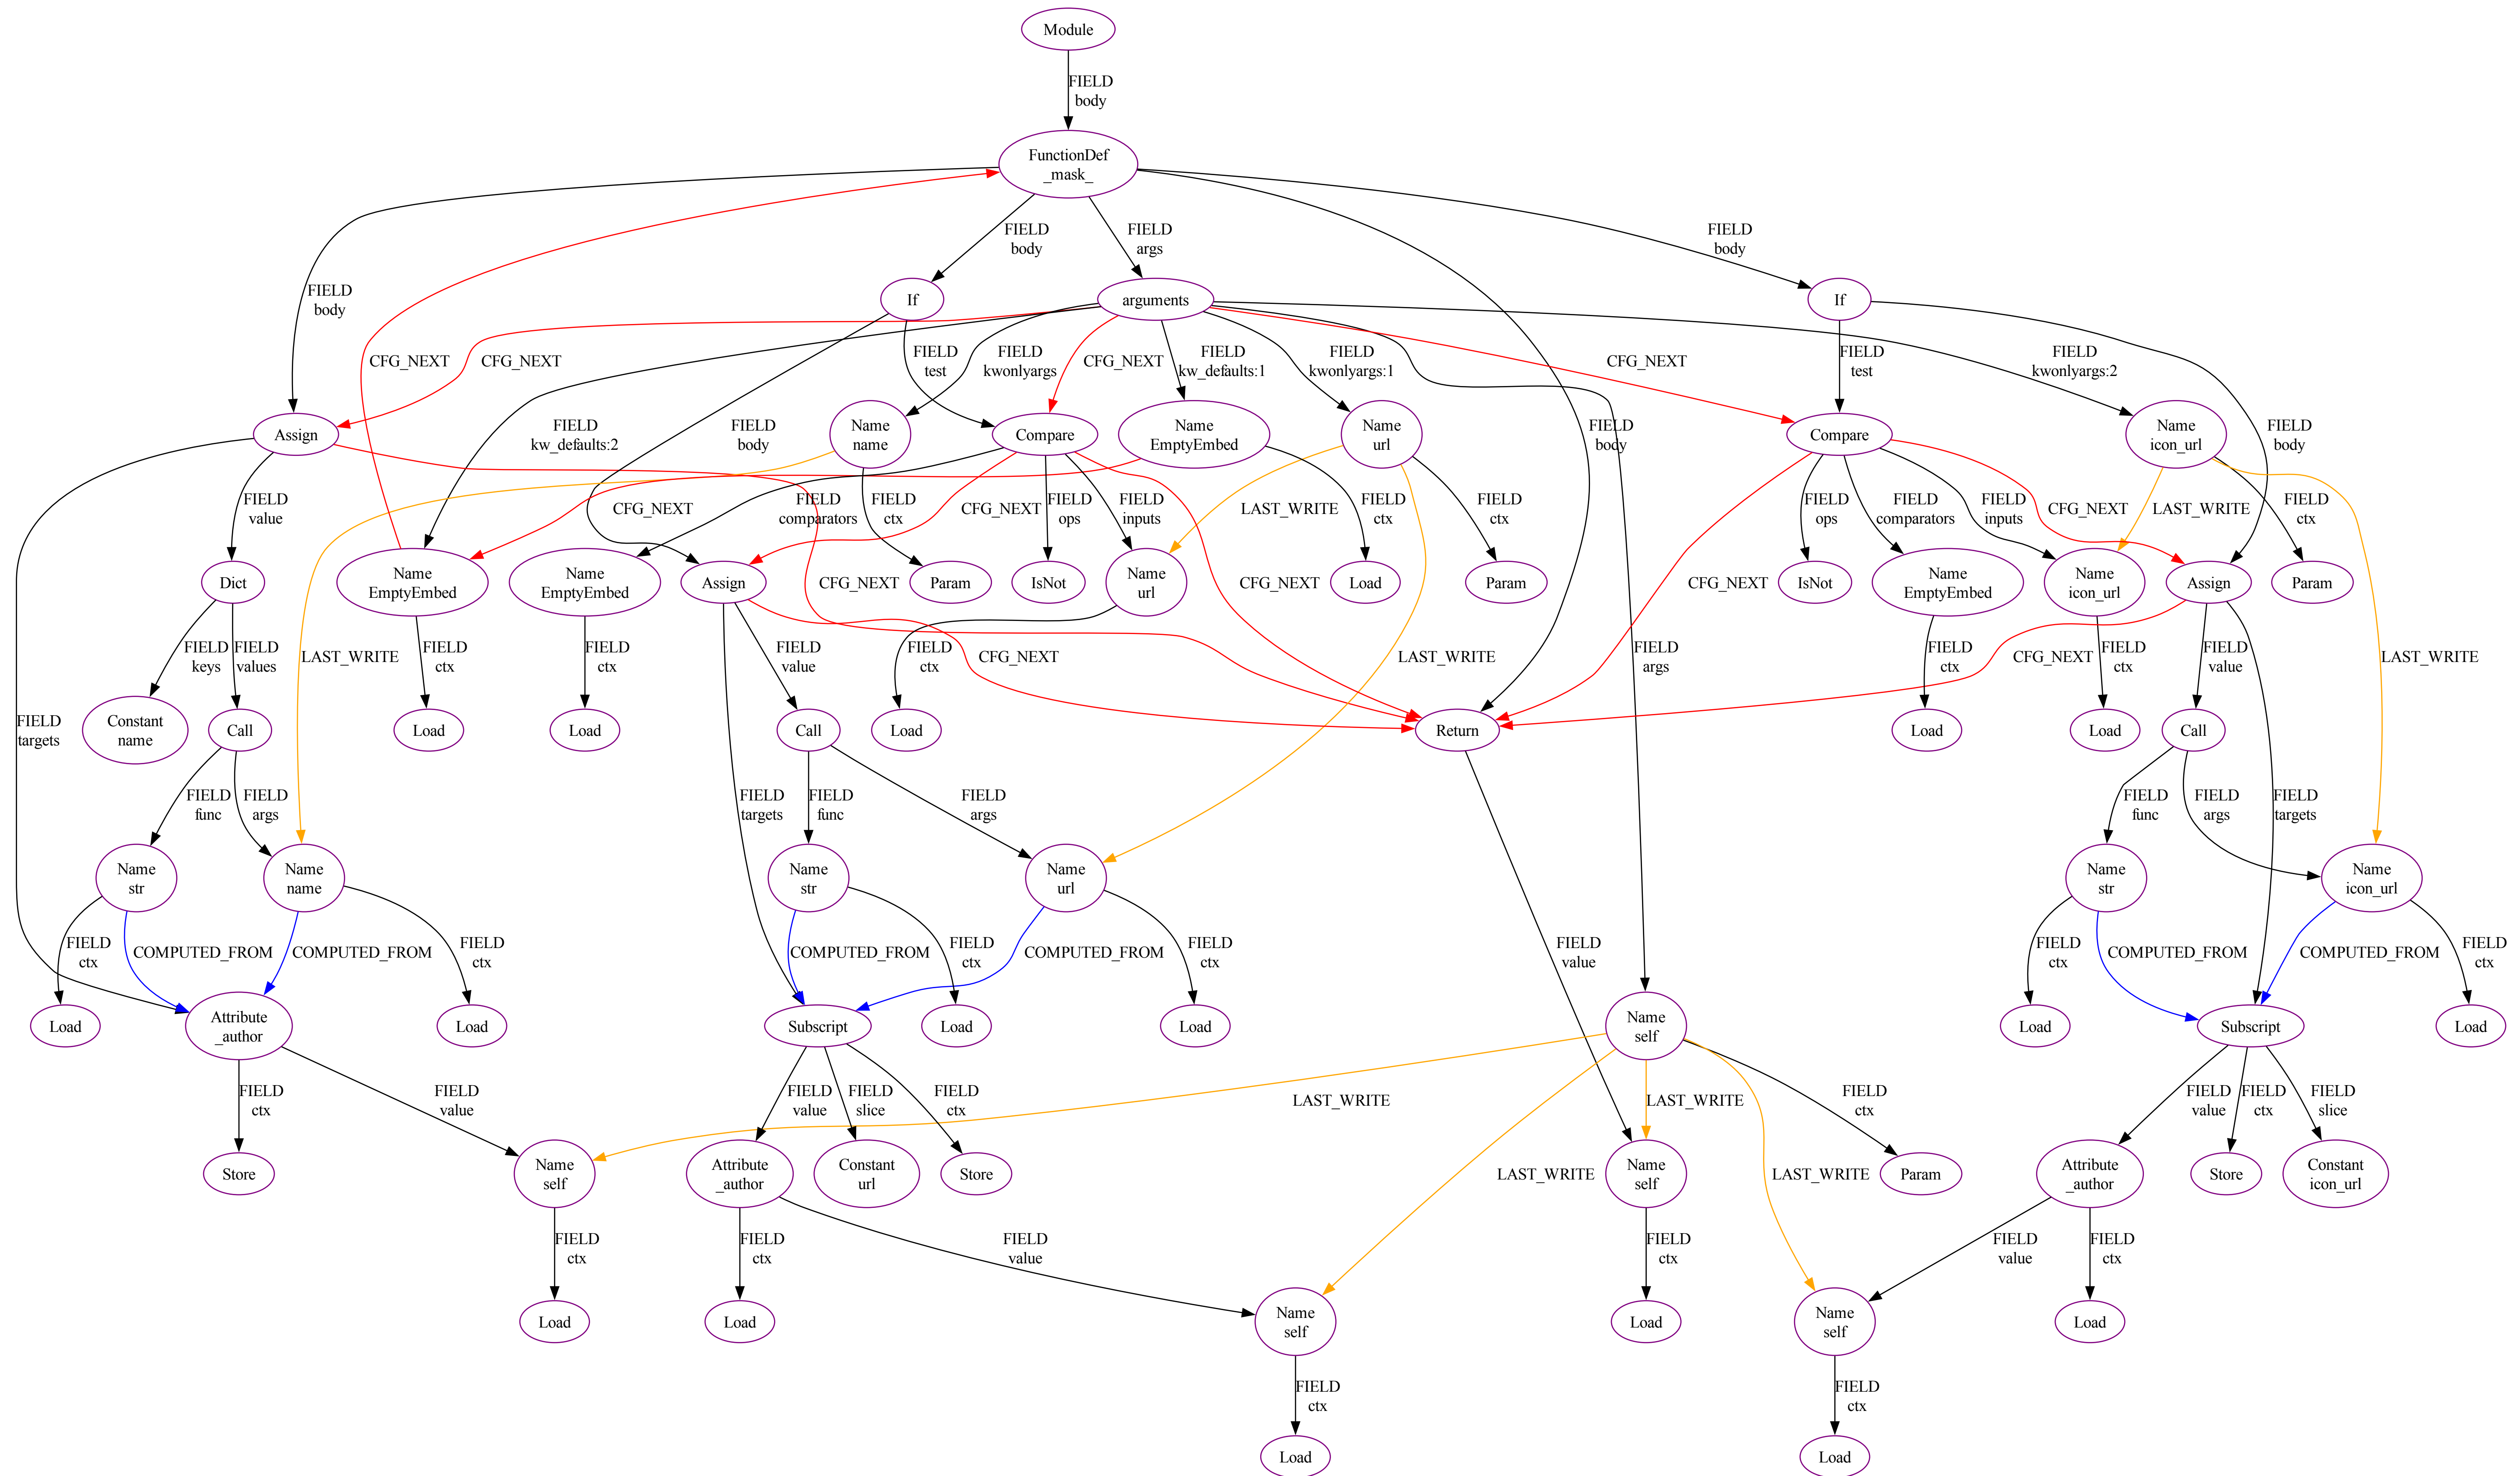 Module
FIELD
body
FunctionDef
_mask_
FIELD
body
FIELD
args
FIELD
body
FIELD
body
If
arguments
If
CFG_NEXT
CFG_NEXT
FIELD
test
FIELD
kwonlyargs
CFG_NEXT
FIELD
kw_defaults:1
FIELD
kwonlyargs:1
CFG_NEXT
FIELD
test
FIELD
kwonlyargs:2
Assign
FIELD
kw_defaults:2
FIELD
body
Name
name
Compare
Name
EmptyEmbed
Name
url
FIELD
body
Compare
Name
icon_url
FIELD
body
FIELD
value
CFG_NEXT
FIELD
comparators
FIELD
ctx
CFG_NEXT
FIELD
ops
FIELD
inputs
LAST_WRITE
FIELD
ctx
FIELD
ctx
FIELD
ops
FIELD
comparators
FIELD
inputs
CFG_NEXT
LAST_WRITE
FIELD
ctx
Dict
Name
EmptyEmbed
Name
EmptyEmbed
Assign
CFG_NEXT
Param
IsNot
Name
url
CFG_NEXT
Load
Param
CFG_NEXT
IsNot
Name
EmptyEmbed
Name
icon_url
Assign
Param
FIELD
keys
FIELD
values
LAST_WRITE
FIELD
ctx
FIELD
ctx
FIELD
value
FIELD
ctx
CFG_NEXT
LAST_WRITE
FIELD
args
FIELD
ctx
CFG_NEXT
FIELD
ctx
FIELD
value
LAST_WRITE
FIELD
targets
Constant
name
Call
Load
Load
Call
Load
Return
Load
Load
Call
FIELD
func
FIELD
args
FIELD
targets
FIELD
func
FIELD
args
FIELD
func
FIELD
args
FIELD
targets
Name
str
Name
name
Name
str
Name
url
Name
str
Name
icon_url
FIELD
ctx
COMPUTED_FROM
COMPUTED_FROM
FIELD
ctx
COMPUTED_FROM
FIELD
ctx
COMPUTED_FROM
FIELD
ctx
FIELD
value
FIELD
ctx
COMPUTED_FROM
COMPUTED_FROM
FIELD
ctx
Load
Attribute
_author
Load
Subscript
Load
Load
Name
self
Load
Subscript
Load
FIELD
ctx
FIELD
value
FIELD
value
FIELD
slice
FIELD
ctx
LAST_WRITE
LAST_WRITE
FIELD
ctx
FIELD
value
FIELD
ctx
FIELD
slice
Store
Name
self
Attribute
_author
Constant
url
Store
LAST_WRITE
Name
self
LAST_WRITE
Param
Attribute
_author
Store
Constant
icon_url
FIELD
ctx
FIELD
ctx
FIELD
value
FIELD
ctx
FIELD
value
FIELD
ctx
Load
Load
Name
self
Load
Name
self
Load
FIELD
ctx
FIELD
ctx
Load
Load